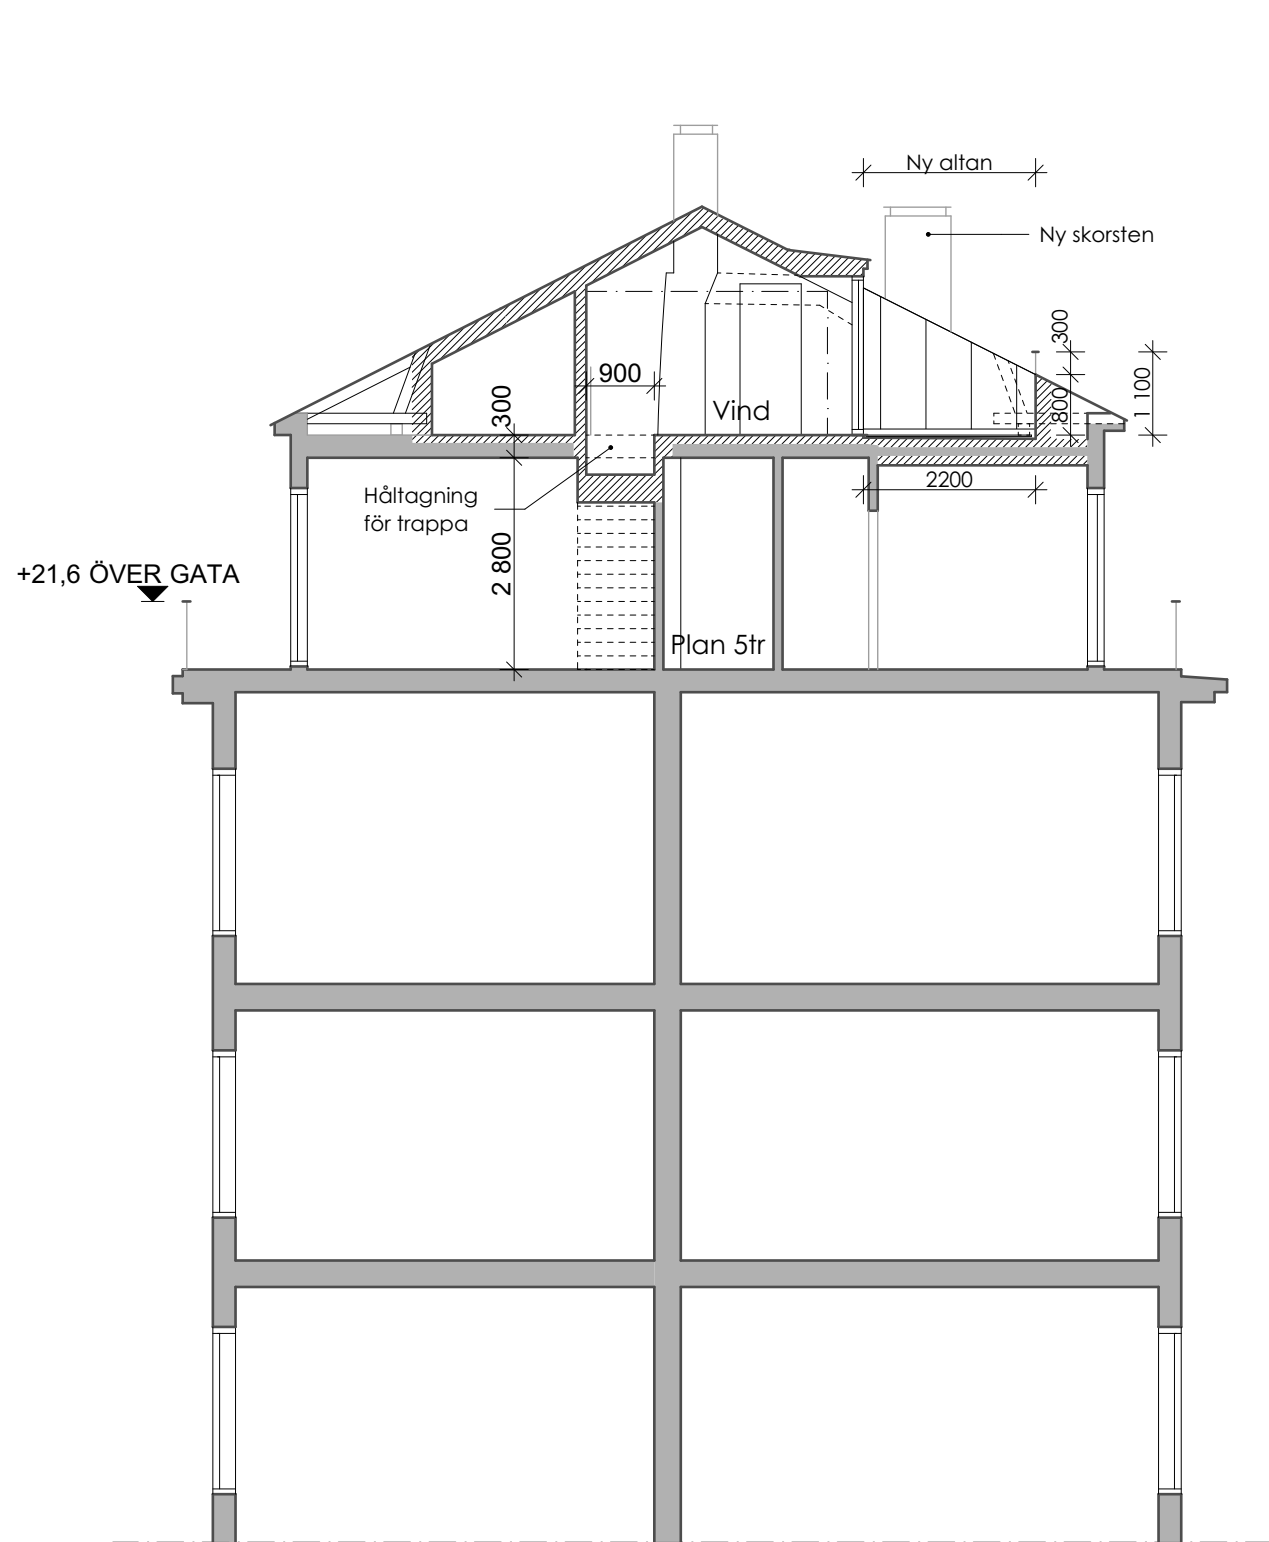 Ny altan
Ny skorsten
300
900
1 100
300
800
Vind
2200
Håltagning
för trappa
2 800
+21,6 ÖVER GATA
Plan 5tr